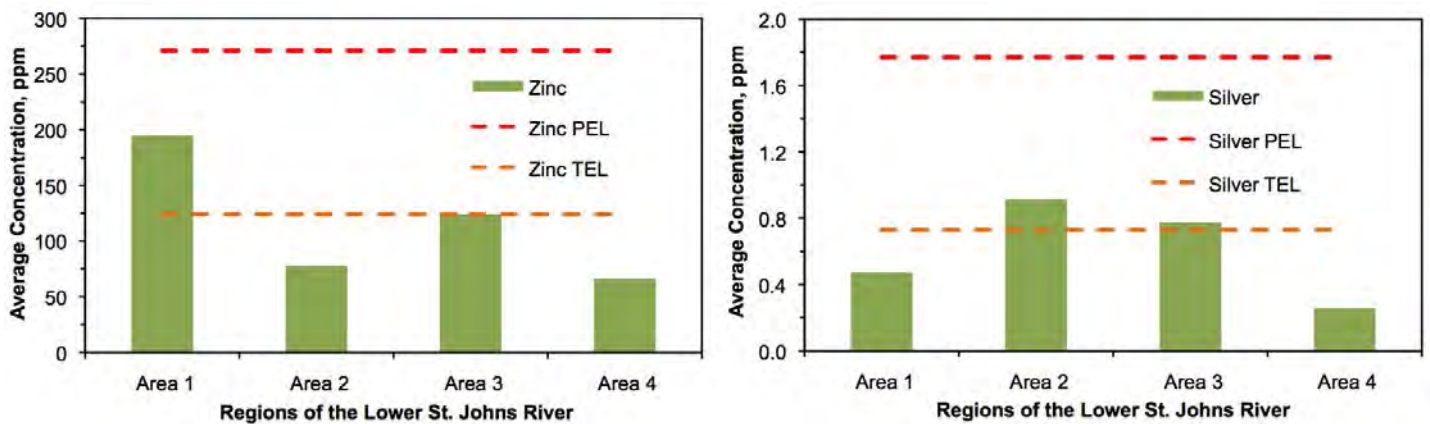 300
250
200
150
100
50
0
Average Concentration, ppm
Zinc
Zinc PEL
Zinc TEL
Area 1 Area 2 Area 3 Area 4
Regions of the Lower St. Johns River
2.0
1.6
1.2
0.8
0.4
0.0
Average Concentration, ppm
Silver
Silver PEL
Silver TEL
Area 1 Area 2 Area 3 Area 4
Regions of the Lower St. Johns River